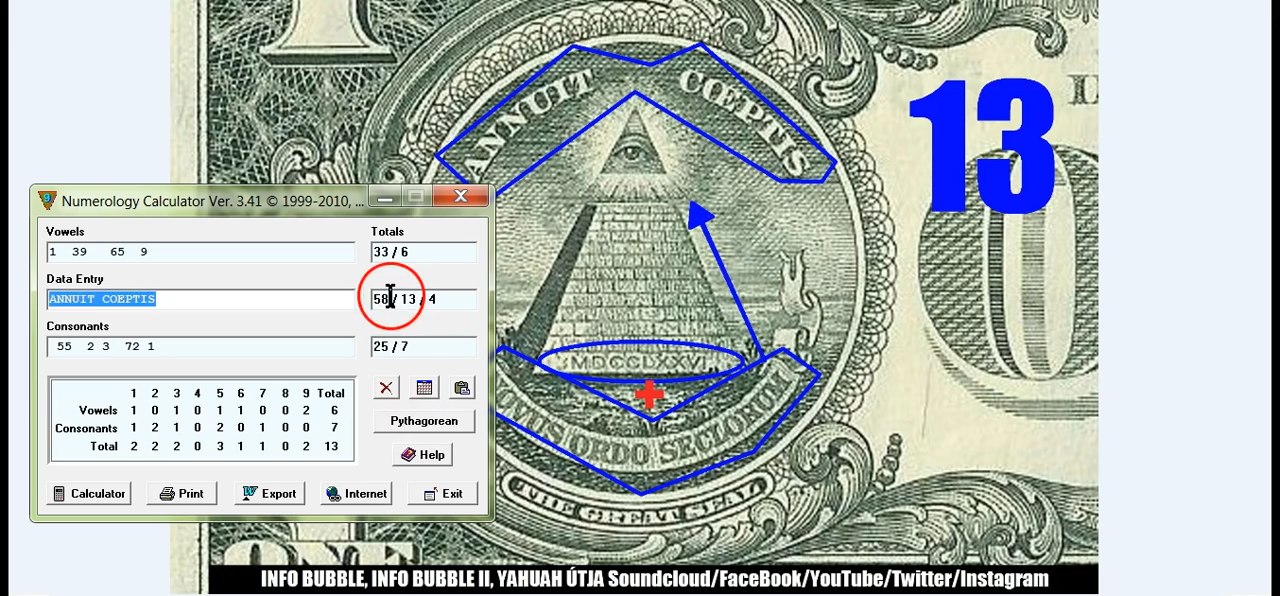 ANNUIT CŒPTIS
13
Numerology Calculator Ver. 3.41 © 1999-2010, ...
Vowels
Totals
1 39 65 9
33 / 6
Data Entry
ANNUIT COEPTIS
58 / 13 / 4
Consonants
55 2 3 72 1
25 / 7
1 2 3 4 5 6 7 8 9 Total
Vowels 1 0 1 0 1 1 0 0 2 6
Consonants 1 2 1 0 2 0 1 0 0 7
Total 2 2 2 0 3 1 1 0 2 13
Pythagorean
Help
Calculator
Print
Export
Internet
Exit
MDCCLXXVI
ORDO SECLORUM
THE GREAT SEAL
ONE
INFO BUBBLE, INFO BUBBLE II, YAHUAH ÚTJA Soundcloud/FaceBook/YouTube/Twitter/Instagram